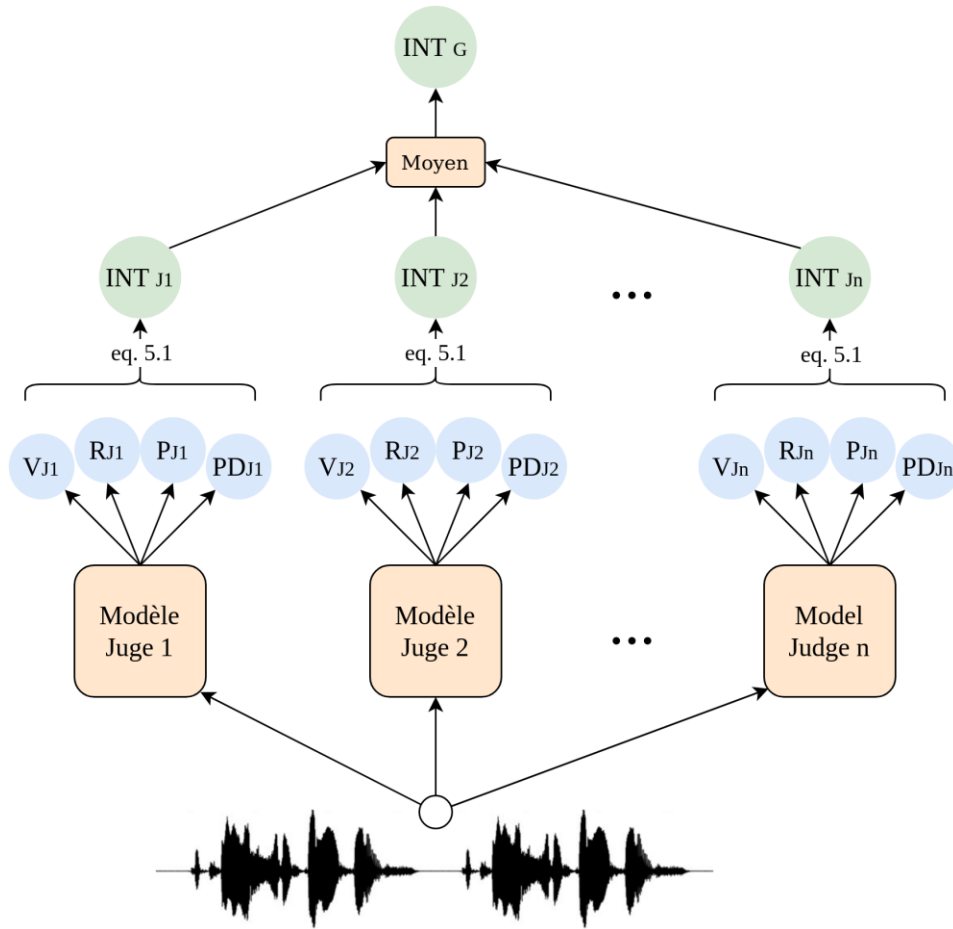 INT G
Moyen
INT J1
INT J2
...
INT Jn
eq. 5.1
eq. 5.1
eq. 5.1
VJ1
RJ1
PJ1
PDJ1
VJ2
RJ2
PJ2
PDJ2
VJn
RJn
PJn
PDJn
Modèle
Juge 1
Modèle
Juge 2
...
Model
Judge n